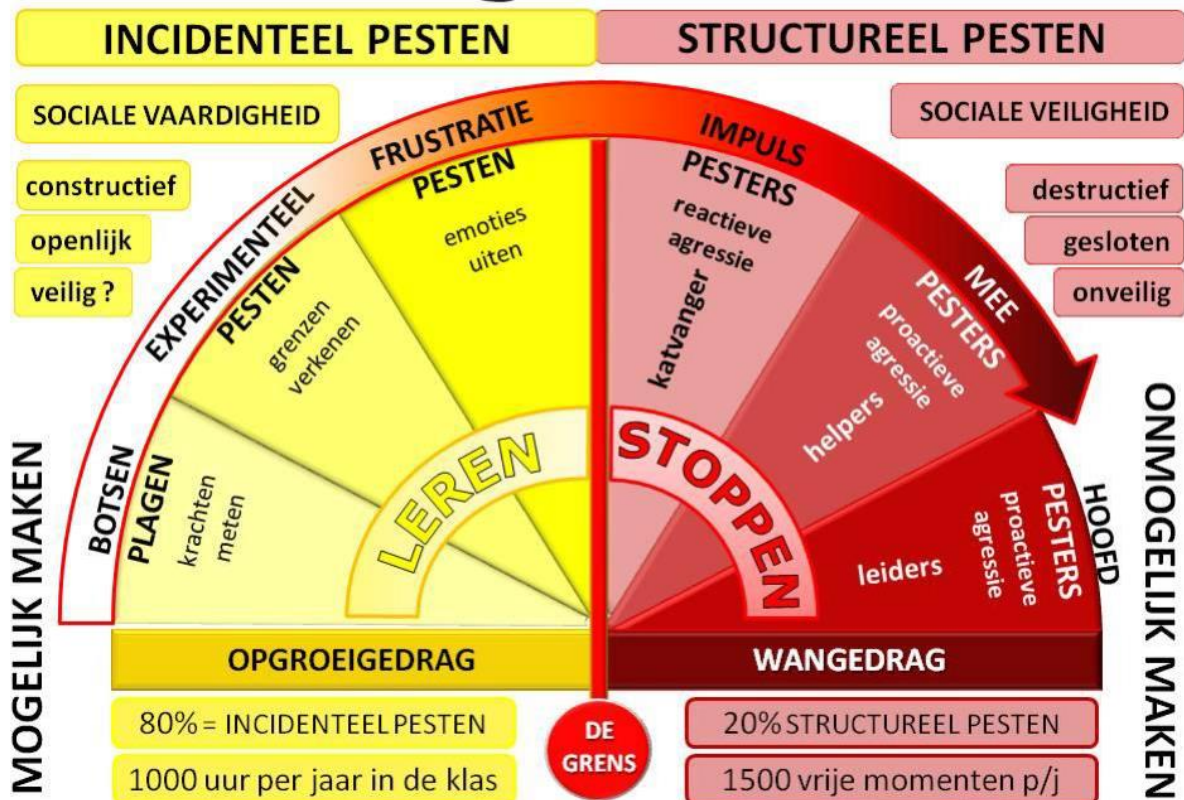 INCIDENTEEL PESTEN
STRUCTUREEL PESTEN
SOCIALE VAARDIGHEID
SOCIALE VEILIGHEID
constructief
openlijk
veilig ?
destructief
gesloten
onveilig
MOGELIJK MAKEN
BOTSEN
PLAGEN
krachten
meten
EXPERIMENTEEL
PESTEN
grenzen
verkenen
FRUSTRATIE
PESTEN
emoties
uiten
IMPULS
PESTERS
reactieve
agressie
katvanger
MEE
PESTERS
proactieve
agressie
helpers
HOOFD
PESTERS
proactieve
agressie
leiders
ONMOGELIJK MAKEN
LEREN
STOPPEN
OPGROEIGEDRAG
WANGEDRAG
80% = INCIDENTEEL PESTEN
1000 uur per jaar in de klas
DE
GRENS
20% STRUCTUREEL PESTEN
1500 vrije momenten p/j